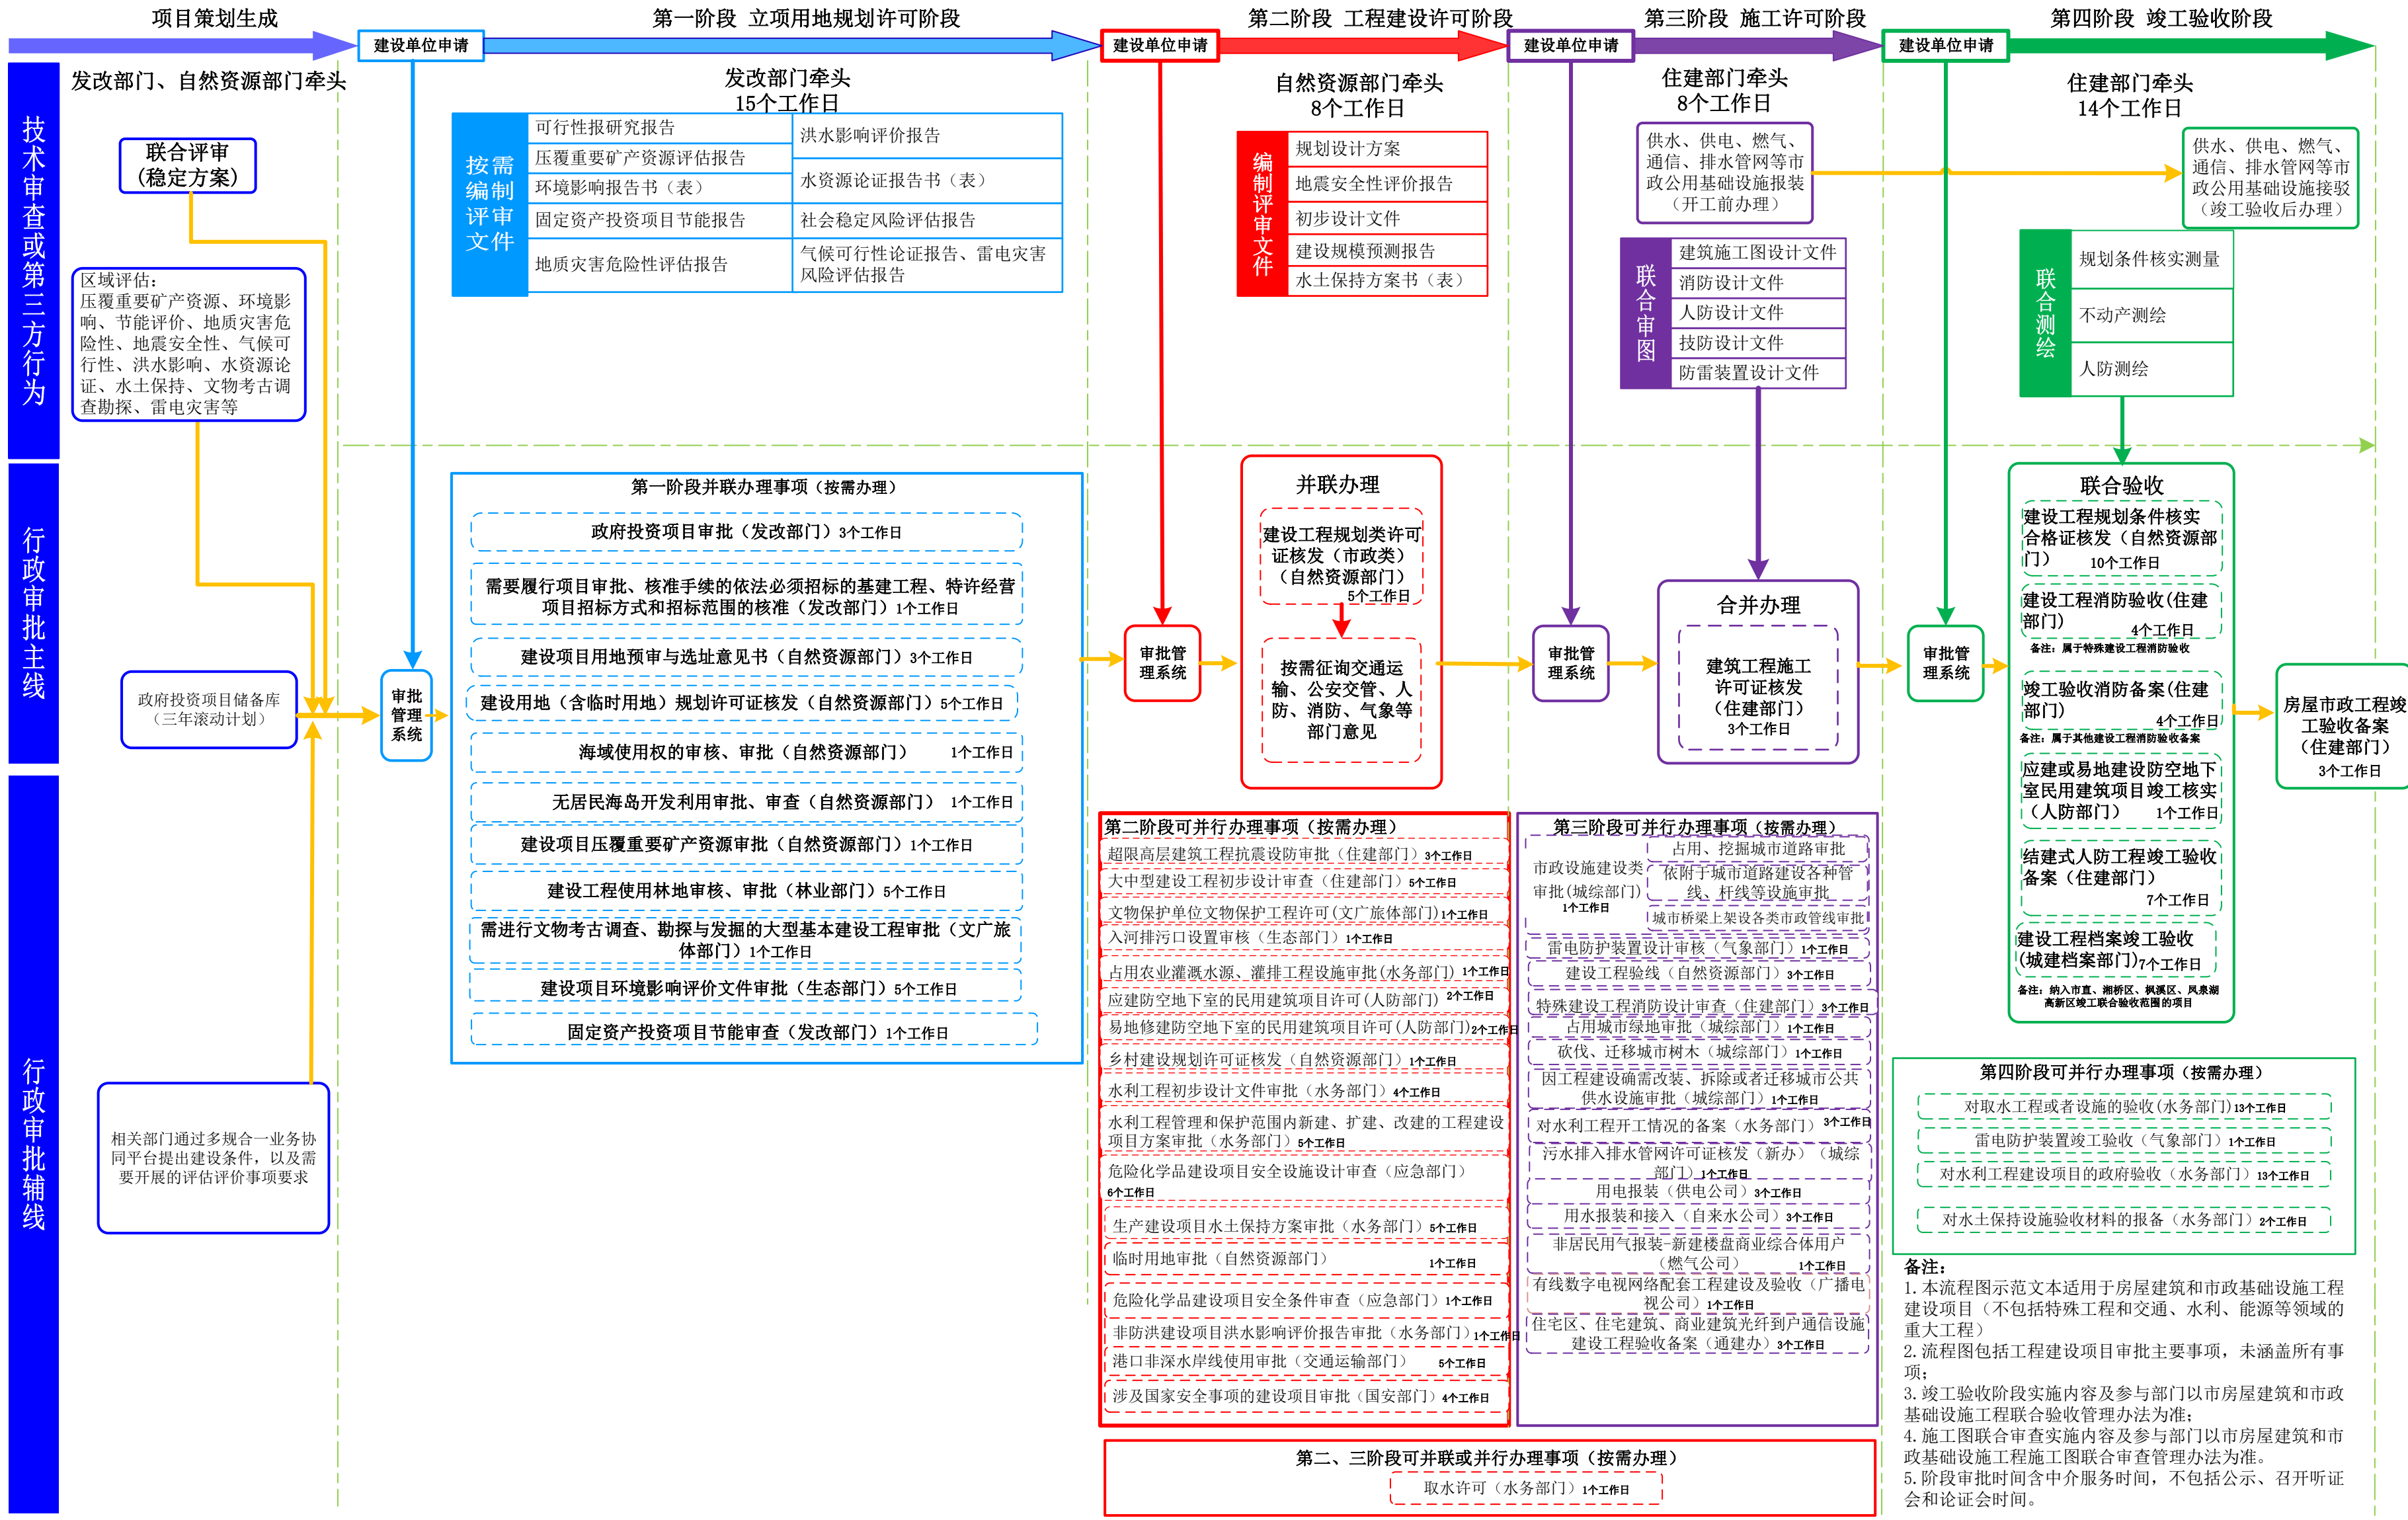 项目策划生成
第一阶段 立项用地规划许可阶段
第二阶段 工程建设许可阶段
第三阶段 施工许可阶段
第四阶段 竣工验收阶段
建设单位申请
建设单位申请
建设单位申请
建设单位申请
发改部门、自然资源部门牵头
发改部门牵头
15个工作日
自然资源部门牵头
8个工作日
住建部门牵头
8个工作日
住建部门牵头
14个工作日
技术审查或第三方行为
行政审批主线
行政审批辅线
联合评审
(稳定方案)
区域评估：
压覆重要矿产资源、环境影
响、节能评价、地质灾害危
险性、地震安全性、气候可
行性、洪水影响、水资源论
证、水土保持、文物考古调
查勘探、雷电灾害等
政府投资项目储备库
（三年滚动计划）
相关部门通过多规合一业务协
同平台提出建设条件，以及需
要开展的评估评价事项要求
按需
编制
评审
文件
可行性报研究报告
压覆重要矿产资源评估报告
环境影响报告书（表）
固定资产投资项目节能报告
地质灾害危险性评估报告
洪水影响评价报告
水资源论证报告书（表）
社会稳定风险评估报告
气候可行性论证报告、雷电灾害
风险评估报告
审批
管理
系统
第一阶段并联办理事项（按需办理）
政府投资项目审批（发改部门）3个工作日
需要履行项目审批、核准手续的依法必须招标的基建工程、特许经营
项目招标方式和招标范围的核准（发改部门）1个工作日
建设项目用地预审与选址意见书（自然资源部门）3个工作日
建设用地（含临时用地）规划许可证核发（自然资源部门）5个工作日
海域使用权的审核、审批（自然资源部门） 1个工作日
无居民海岛开发利用审批、审查（自然资源部门） 1个工作日
建设项目压覆重要矿产资源审批（自然资源部门）1个工作日
建设工程使用林地审核、审批（林业部门）5个工作日
需进行文物考古调查、勘探与发掘的大型基本建设工程审批（文广旅
体部门）1个工作日
建设项目环境影响评价文件审批（生态部门）5个工作日
固定资产投资项目节能审查（发改部门）1个工作日
编制评审文件
规划设计方案
地震安全性评价报告
初步设计文件
建设规模预测报告
水土保持方案书（表）
审批管
理系统
并联办理
建设工程规划类许可
证核发（市政类）
（自然资源部门）
5个工作日
按需征询交通运
输、公安交管、人
防、消防、气象等
部门意见
第二阶段可并行办理事项（按需办理）
超限高层建筑工程抗震设防审批（住建部门）3个工作日
大中型建设工程初步设计审查（住建部门）5个工作日
文物保护单位文物保护工程许可(文广旅体部门)1个工作日
入河排污口设置审核（生态部门）1个工作日
占用农业灌溉水源、灌排工程设施审批(水务部门) 1个工作日
应建防空地下室的民用建筑项目许可(人防部门) 2个工作日
易地修建防空地下室的民用建筑项目许可(人防部门)2个工作日
乡村建设规划许可证核发（自然资源部门）1个工作日
水利工程初步设计文件审批（水务部门）4个工作日
水利工程管理和保护范围内新建、扩建、改建的工程建设
项目方案审批（水务部门）5个工作日
危险化学品建设项目安全设施设计审查（应急部门）
6个工作日
生产建设项目水土保持方案审批（水务部门）5个工作日
临时用地审批（自然资源部门） 1个工作日
危险化学品建设项目安全条件审查（应急部门）1个工作日
非防洪建设项目洪水影响评价报告审批（水务部门）1个工作日
港口非深水岸线使用审批（交通运输部门） 5个工作日
涉及国家安全事项的建设项目审批（国安部门）4个工作日
第二、三阶段可并联或并行办理事项（按需办理）
取水许可（水务部门）1个工作日
供水、供电、燃气、
通信、排水管网等市
政公用基础设施报装
（开工前办理）
联合审图
建筑施工图设计文件
消防设计文件
人防设计文件
技防设计文件
防雷装置设计文件
审批管
理系统
合并办理
建筑工程施工
许可证核发
（住建部门）
3个工作日
第三阶段可并行办理事项（按需办理）
市政设施建设类
审批(城综部门)
1个工作日
占用、挖掘城市道路审批
依附于城市道路建设各种管
线、杆线等设施审批
城市桥梁上架设各类市政管线审批
雷电防护装置设计审核（气象部门）1个工作日
建设工程验线（自然资源部门）3个工作日
特殊建设工程消防设计审查（住建部门）3个工作日
占用城市绿地审批（城综部门）1个工作日
砍伐、迁移城市树木（城综部门）1个工作日
因工程建设确需改装、拆除或者迁移城市公共
供水设施审批（城综部门）1个工作日
对水利工程开工情况的备案（水务部门） 3个工作日
污水排入排水管网许可证核发（新办）（城综
部门）1个工作日
用电报装（供电公司）3个工作日
用水报装和接入（自来水公司）3个工作日
非居民用气报装-新建楼盘商业综合体用户
（燃气公司） 1个工作日
有线数字电视网络配套工程建设及验收（广播电
视公司）1个工作日
住宅区、住宅建筑、商业建筑光纤到户通信设施
建设工程验收备案（通建办）3个工作日
供水、供电、燃气、
通信、排水管网等市
政公用基础设施接驳
（竣工验收后办理）
联合测绘
规划条件核实测量
不动产测绘
人防测绘
审批管
理系统
联合验收
建设工程规划条件核实
合格证核发（自然资源部
门） 10个工作日
建设工程消防验收(住建
部门)
4个工作日
备注：属于特殊建设工程消防验收
竣工验收消防备案(住建
部门)
4个工作日
备注：属于其他建设工程消防验收备案
应建或易地建设防空地下
室民用建筑项目竣工核实
（人防部门） 1个工作日
结建式人防工程竣工验收
备案（住建部门）
7个工作日
建设工程档案竣工验收
(城建档案部门)7个工作日
备注：纳入市直、湘桥区、枫溪区、凤泉湖
高新区竣工联合验收范围的项目
房屋市政工程竣
工验收备案
（住建部门）
3个工作日
第四阶段可并行办理事项（按需办理）
对取水工程或者设施的验收(水务部门)13个工作日
雷电防护装置竣工验收（气象部门）1个工作日
对水利工程建设项目的政府验收（水务部门）13个工作日
对水土保持设施验收材料的报备（水务部门）2个工作日
备注：
1.本流程图示范文本适用于房屋建筑和市政基础设施工程
建设项目（不包括特殊工程和交通、水利、能源等领域的
重大工程）
2.流程图包括工程建设项目审批主要事项，未涵盖所有事
项；
3.竣工验收阶段实施内容及参与部门以市房屋建筑和市政
基础设施工程联合验收管理办法为准；
4.施工图联合审查实施内容及参与部门以市房屋建筑和市
政基础设施工程施工图联合审查管理办法为准。
5.阶段审批时间含中介服务时间，不包括公示、召开听证
会和论证会时间。